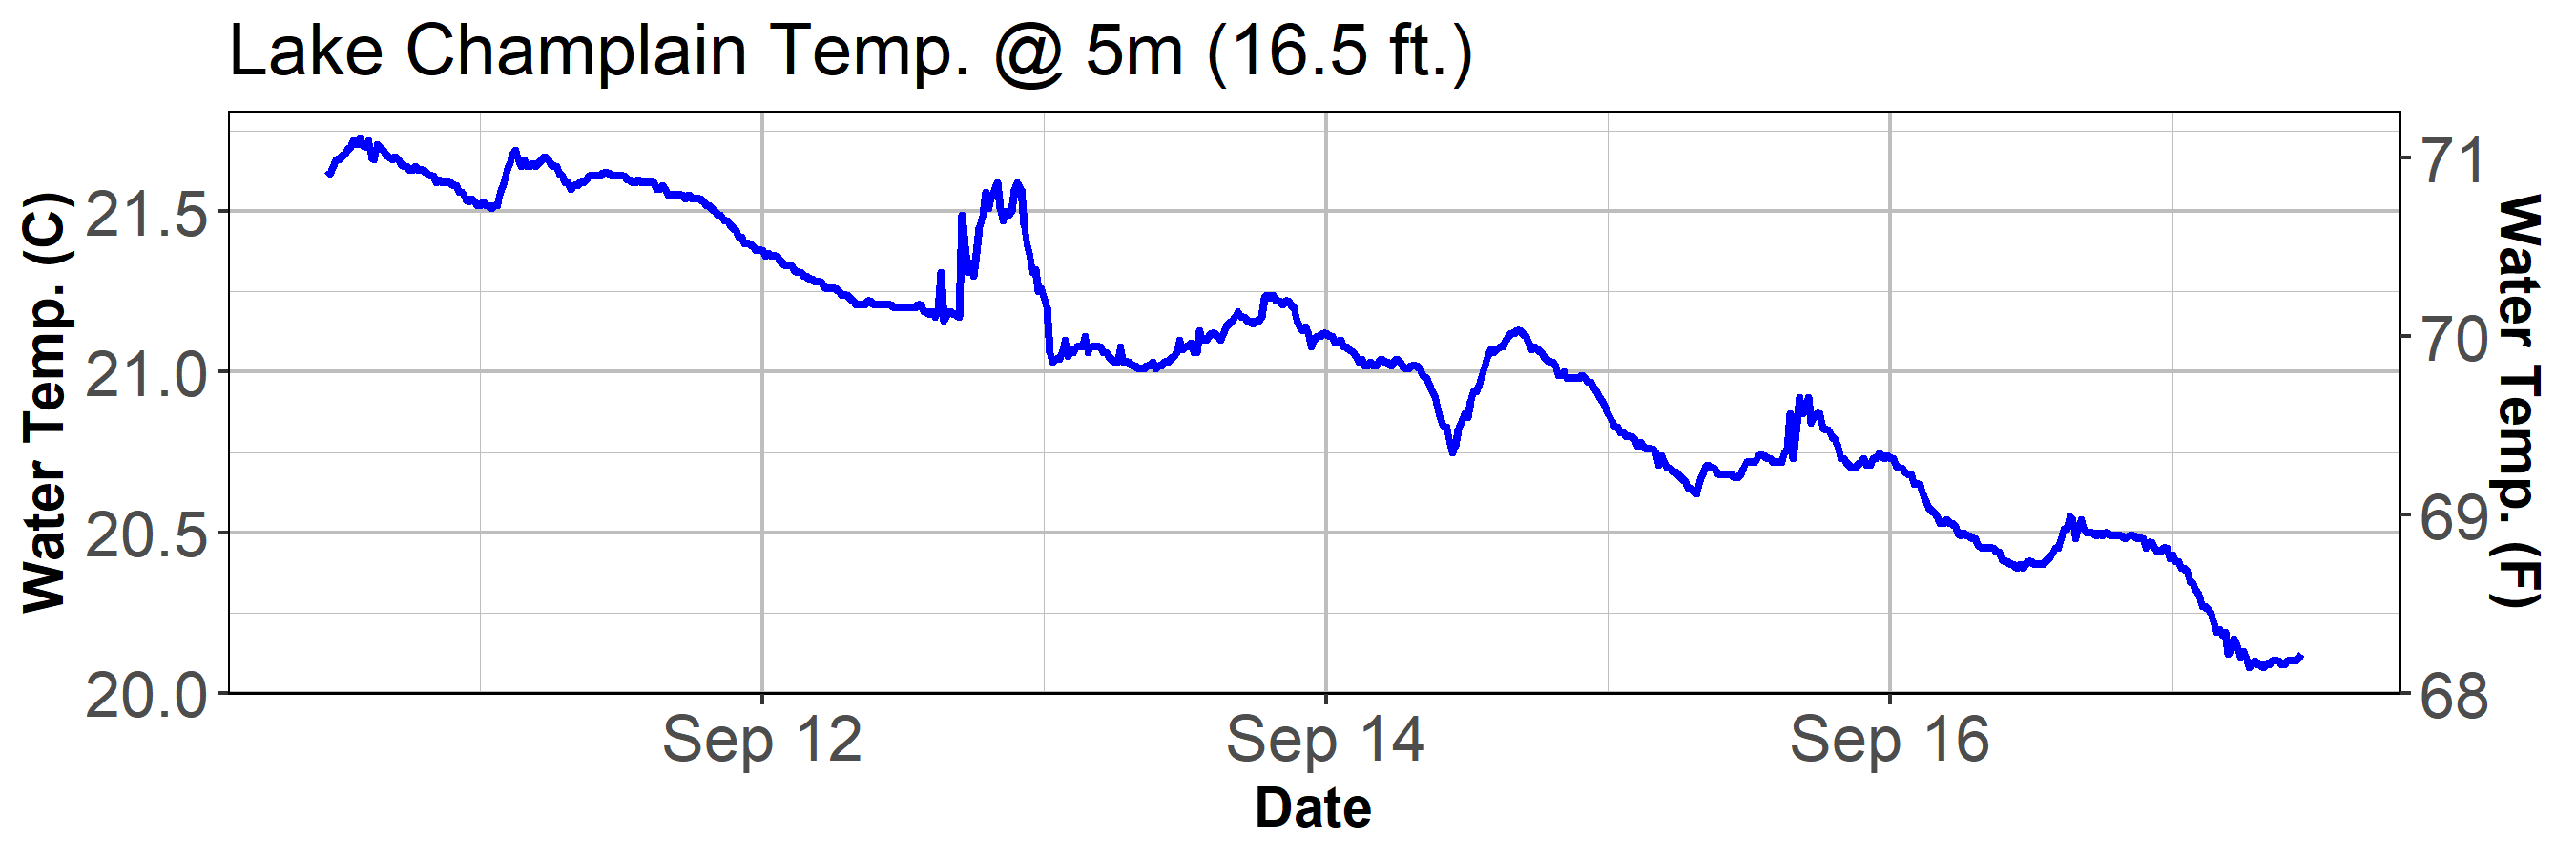 Lake Champlain Temp. @ 5m (16.5 ft.)
Water Temp. (C)
21.5
21.0
20.5
20.0
71
70
69
68
Water Temp. (F)
Sep 12 Sep 14 Sep 16
Date